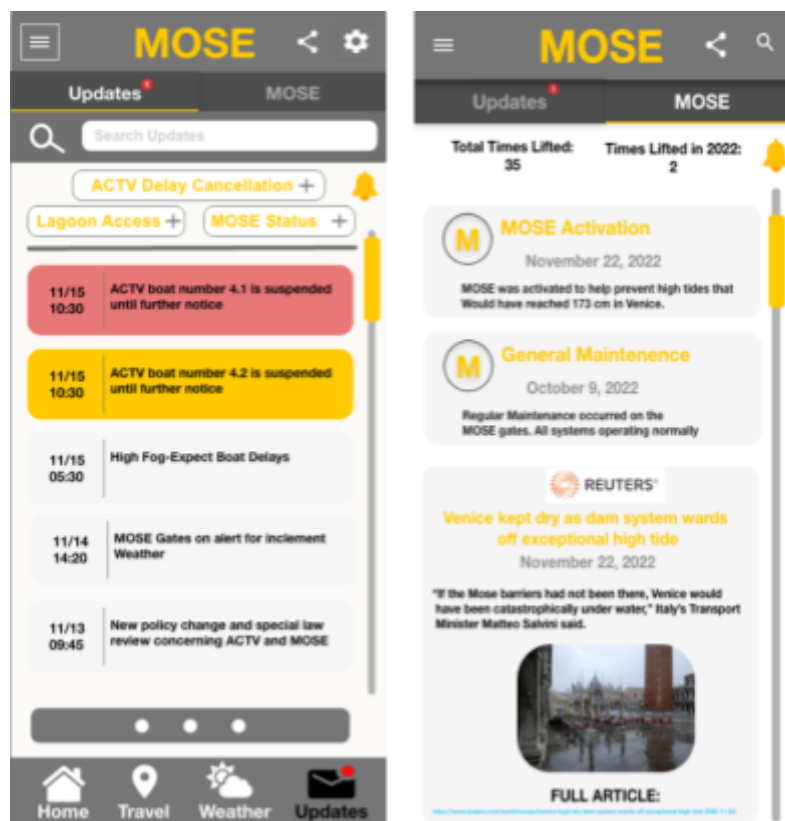 MOSE
Updates
MOSE
Search Updates
ACTV Delay Cancellation +
Lagoon Access +
MOSE Status +
11/15
10:30
ACTV boat number 4.1 is suspended
until further notice
11/15
10:30
ACTV boat number 4.2 is suspended
until further notice
11/15
05:30
High Fog-Expect Boat Delays
11/14
14:20
MOSE Gates on alert for inclement
Weather
11/13
09:45
New policy change and special law
review concerning ACTV and MOSE
Home
Travel
Weather
Updates
MOSE
Updates
MOSE
Total Times Lifted:
35
Times Lifted in 2022:
2
M
MOSE Activation
November 22, 2022
MOSE was activated to help prevent high tides that
Would have reached 173 cm in Venice.
M
General Maintenence
October 9, 2022
Regular Maintenance occurred on the
MOSE gates. All systems operating normally
REUTERS
Venice kept dry as dam system wards
off exceptional high tide
November 22, 2022
"If the Mose barriers had not been there, Venice would
have been catastrophically under water," Italy's Transport
Minister Matteo Salvini said.
FULL ARTICLE: